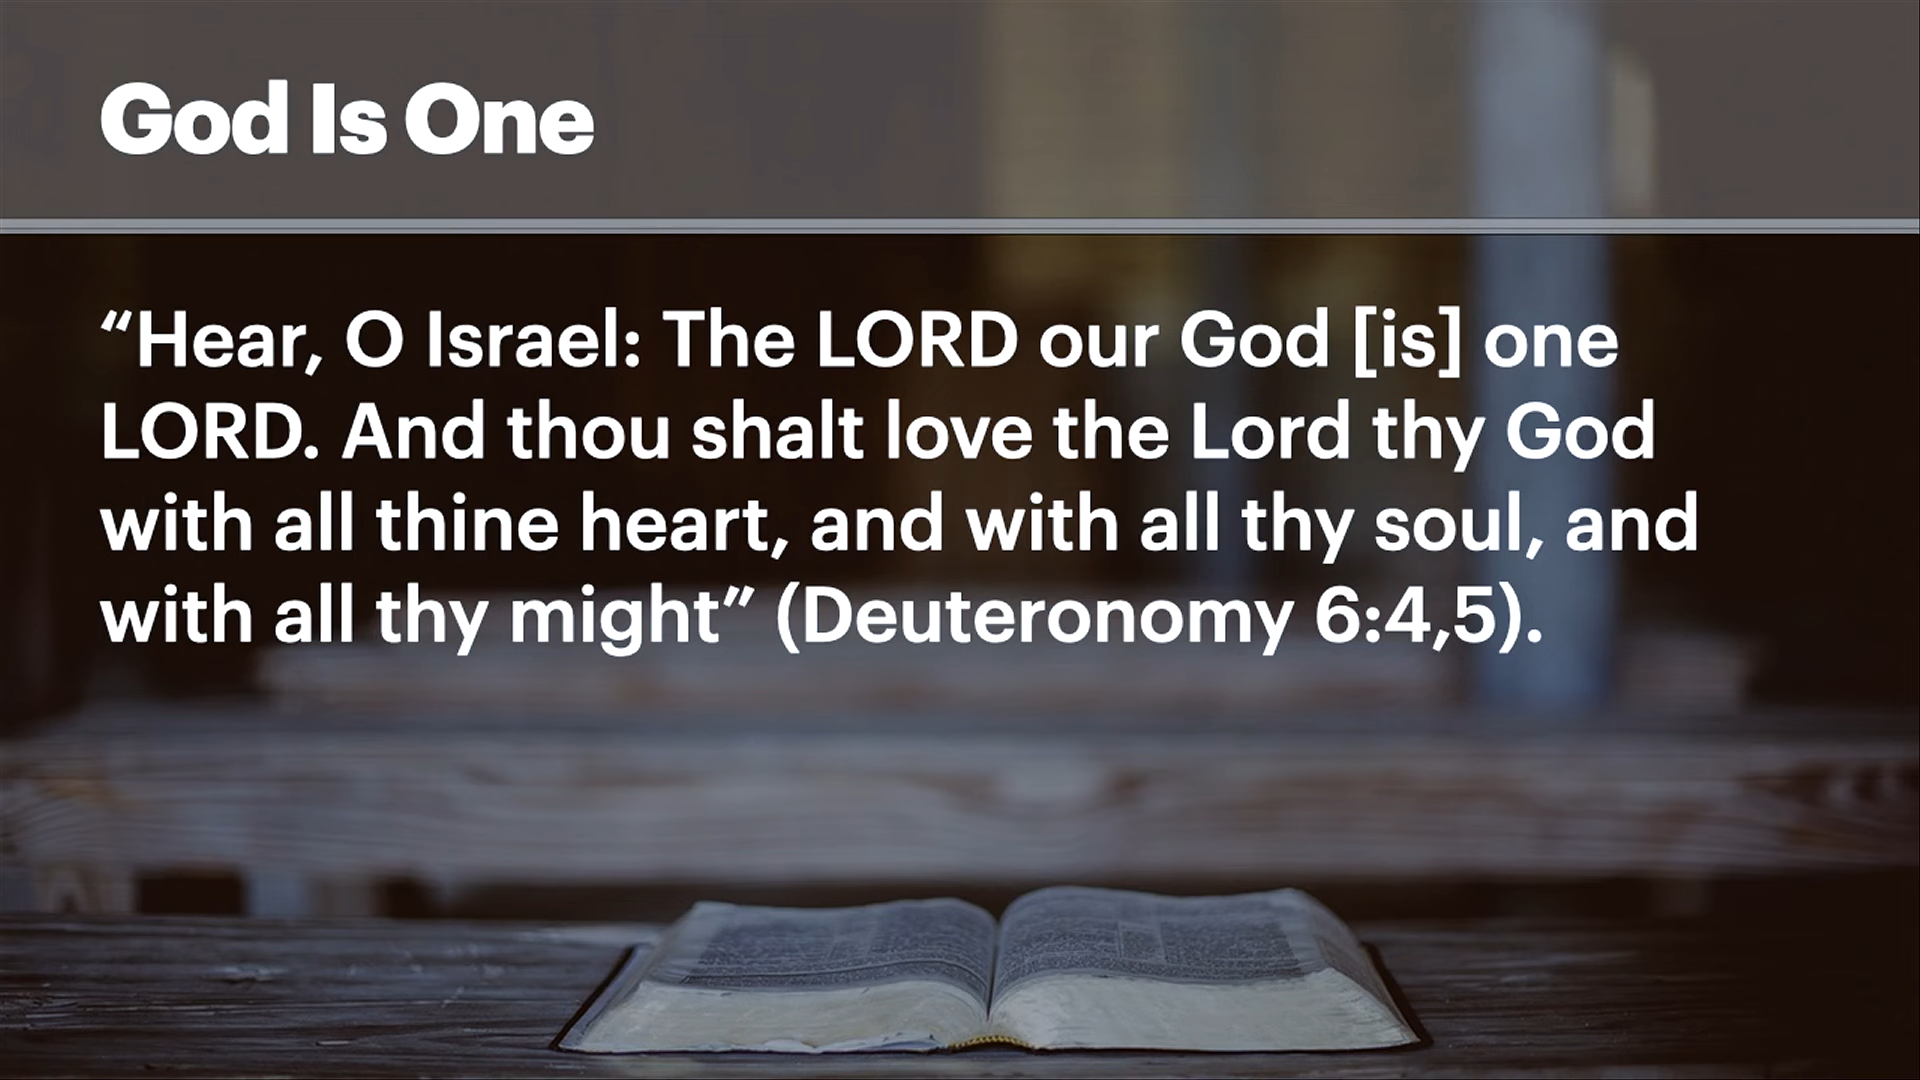 God Is One
“Hear, O Israel: The LORD our God [is] one
LORD. And thou shalt love the Lord thy God
with all thine heart, and with all thy soul, and
with all thy might” (Deuteronomy 6:4,5).